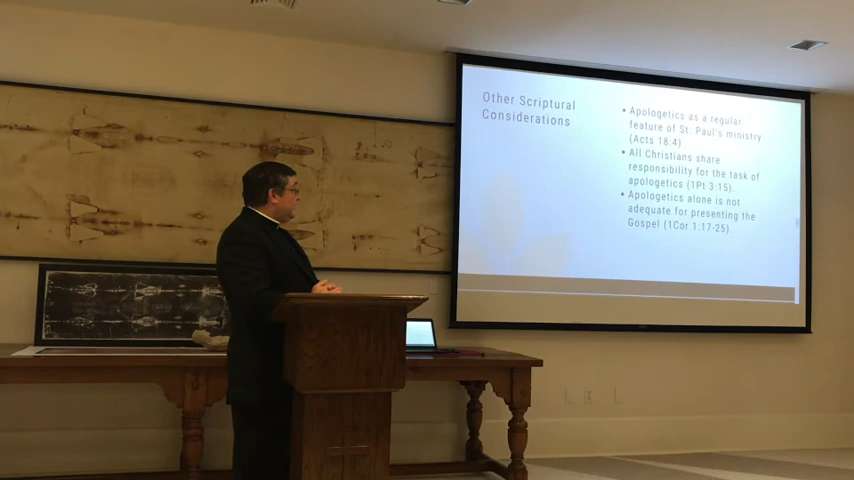 Other Scriptural
Considerations
• Apologetics as a regular
feature of St. Paul's ministry
(Acts 18:4)
• All Christians share
responsibility for the task of
apologetics (1Pt 3:15).
• Apologetics alone is not
adequate for presenting the
Gospel (1Cor 1:17-25).